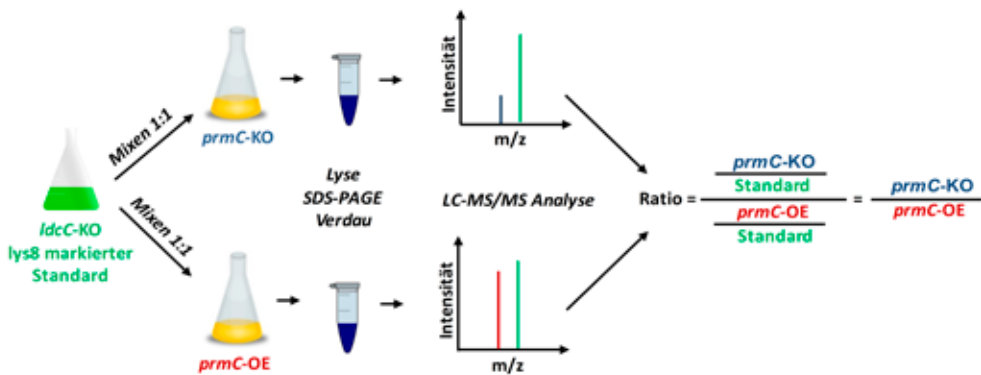 Mixen 1:1
prmC-KO
Intensität
m/z
ldcC-KO
lys8 markierter
Standard
Lyse
SDS-PAGE
Verdau
LC-MS/MS Analyse
Ratio =
prmC-KO
Standard
prmC-OE
Standard
=
prmC-KO
prmC-OE
Mixen 1:1
prmC-OE
Intensität
m/z